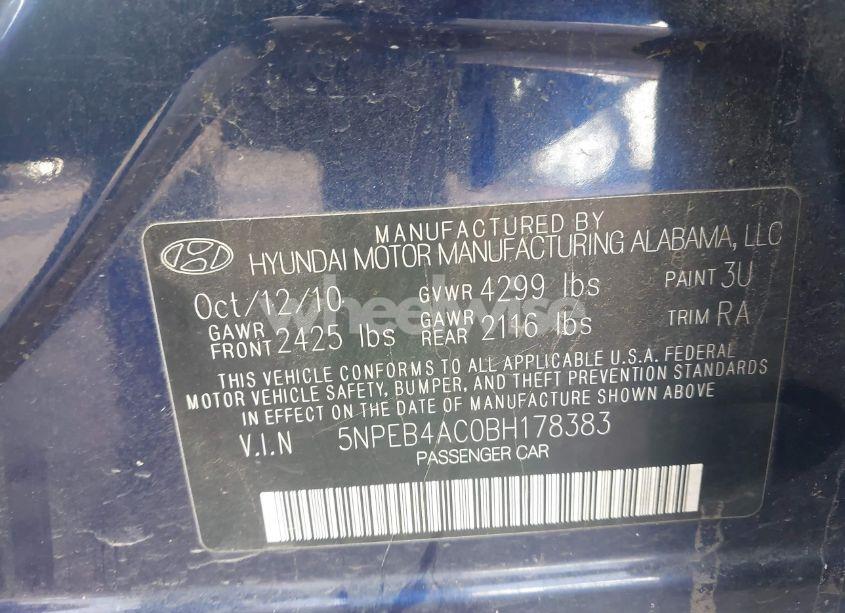 MANUFACTURED BY
HYUNDAI MOTOR MANUFACTURING ALABAMA, LLC
Oct/12/10 GVWR 4299 lbs PAINT 3U
GAWR FRONT 2425 lbs GAWR REAR 2146 lbs TRIM RA
THIS VEHICLE CONFORMS TO ALL APPLICABLE U.S.A. FEDERAL
MOTOR VEHICLE SAFETY, BUMPER, AND THEFT PREVENTION STANDARDS
IN EFFECT ON THE DATE OF MANUFACTURE SHOWN ABOVE
V.I.N 5NPEB4AC0BH178383
PASSENGER CAR
wheelwise